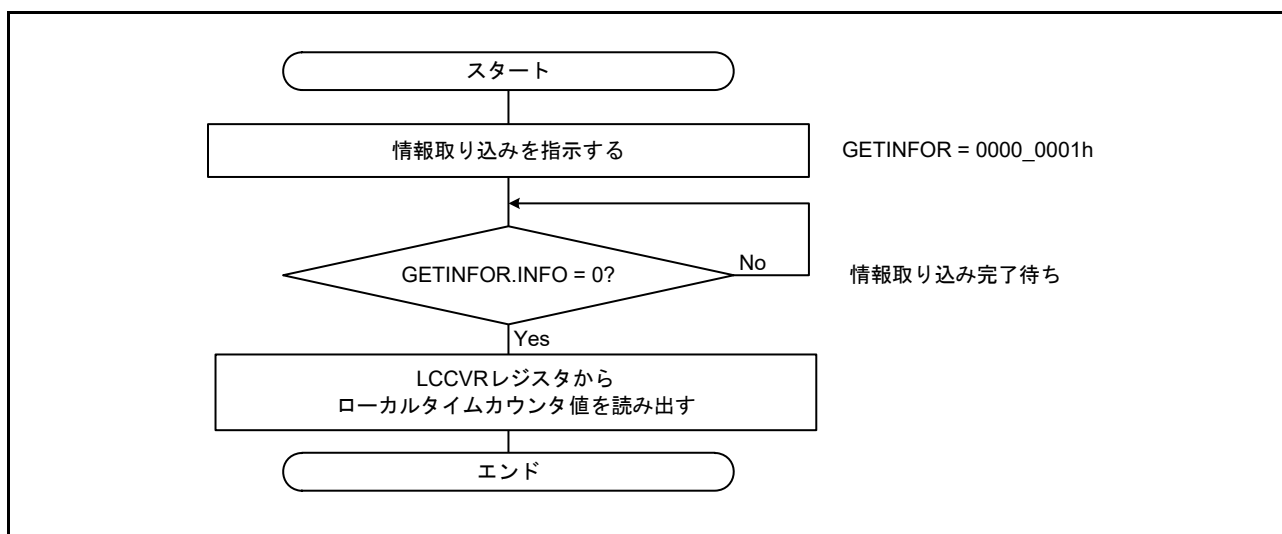 スタート
情報取り込みを指示する
GETINFOR = 0000_0001h
GETINFOR.INFO = 0?
No
情報取り込み完了待ち
Yes
LCCVRレジスタから
ローカルタイムカウンタ値を読み出す
エンド